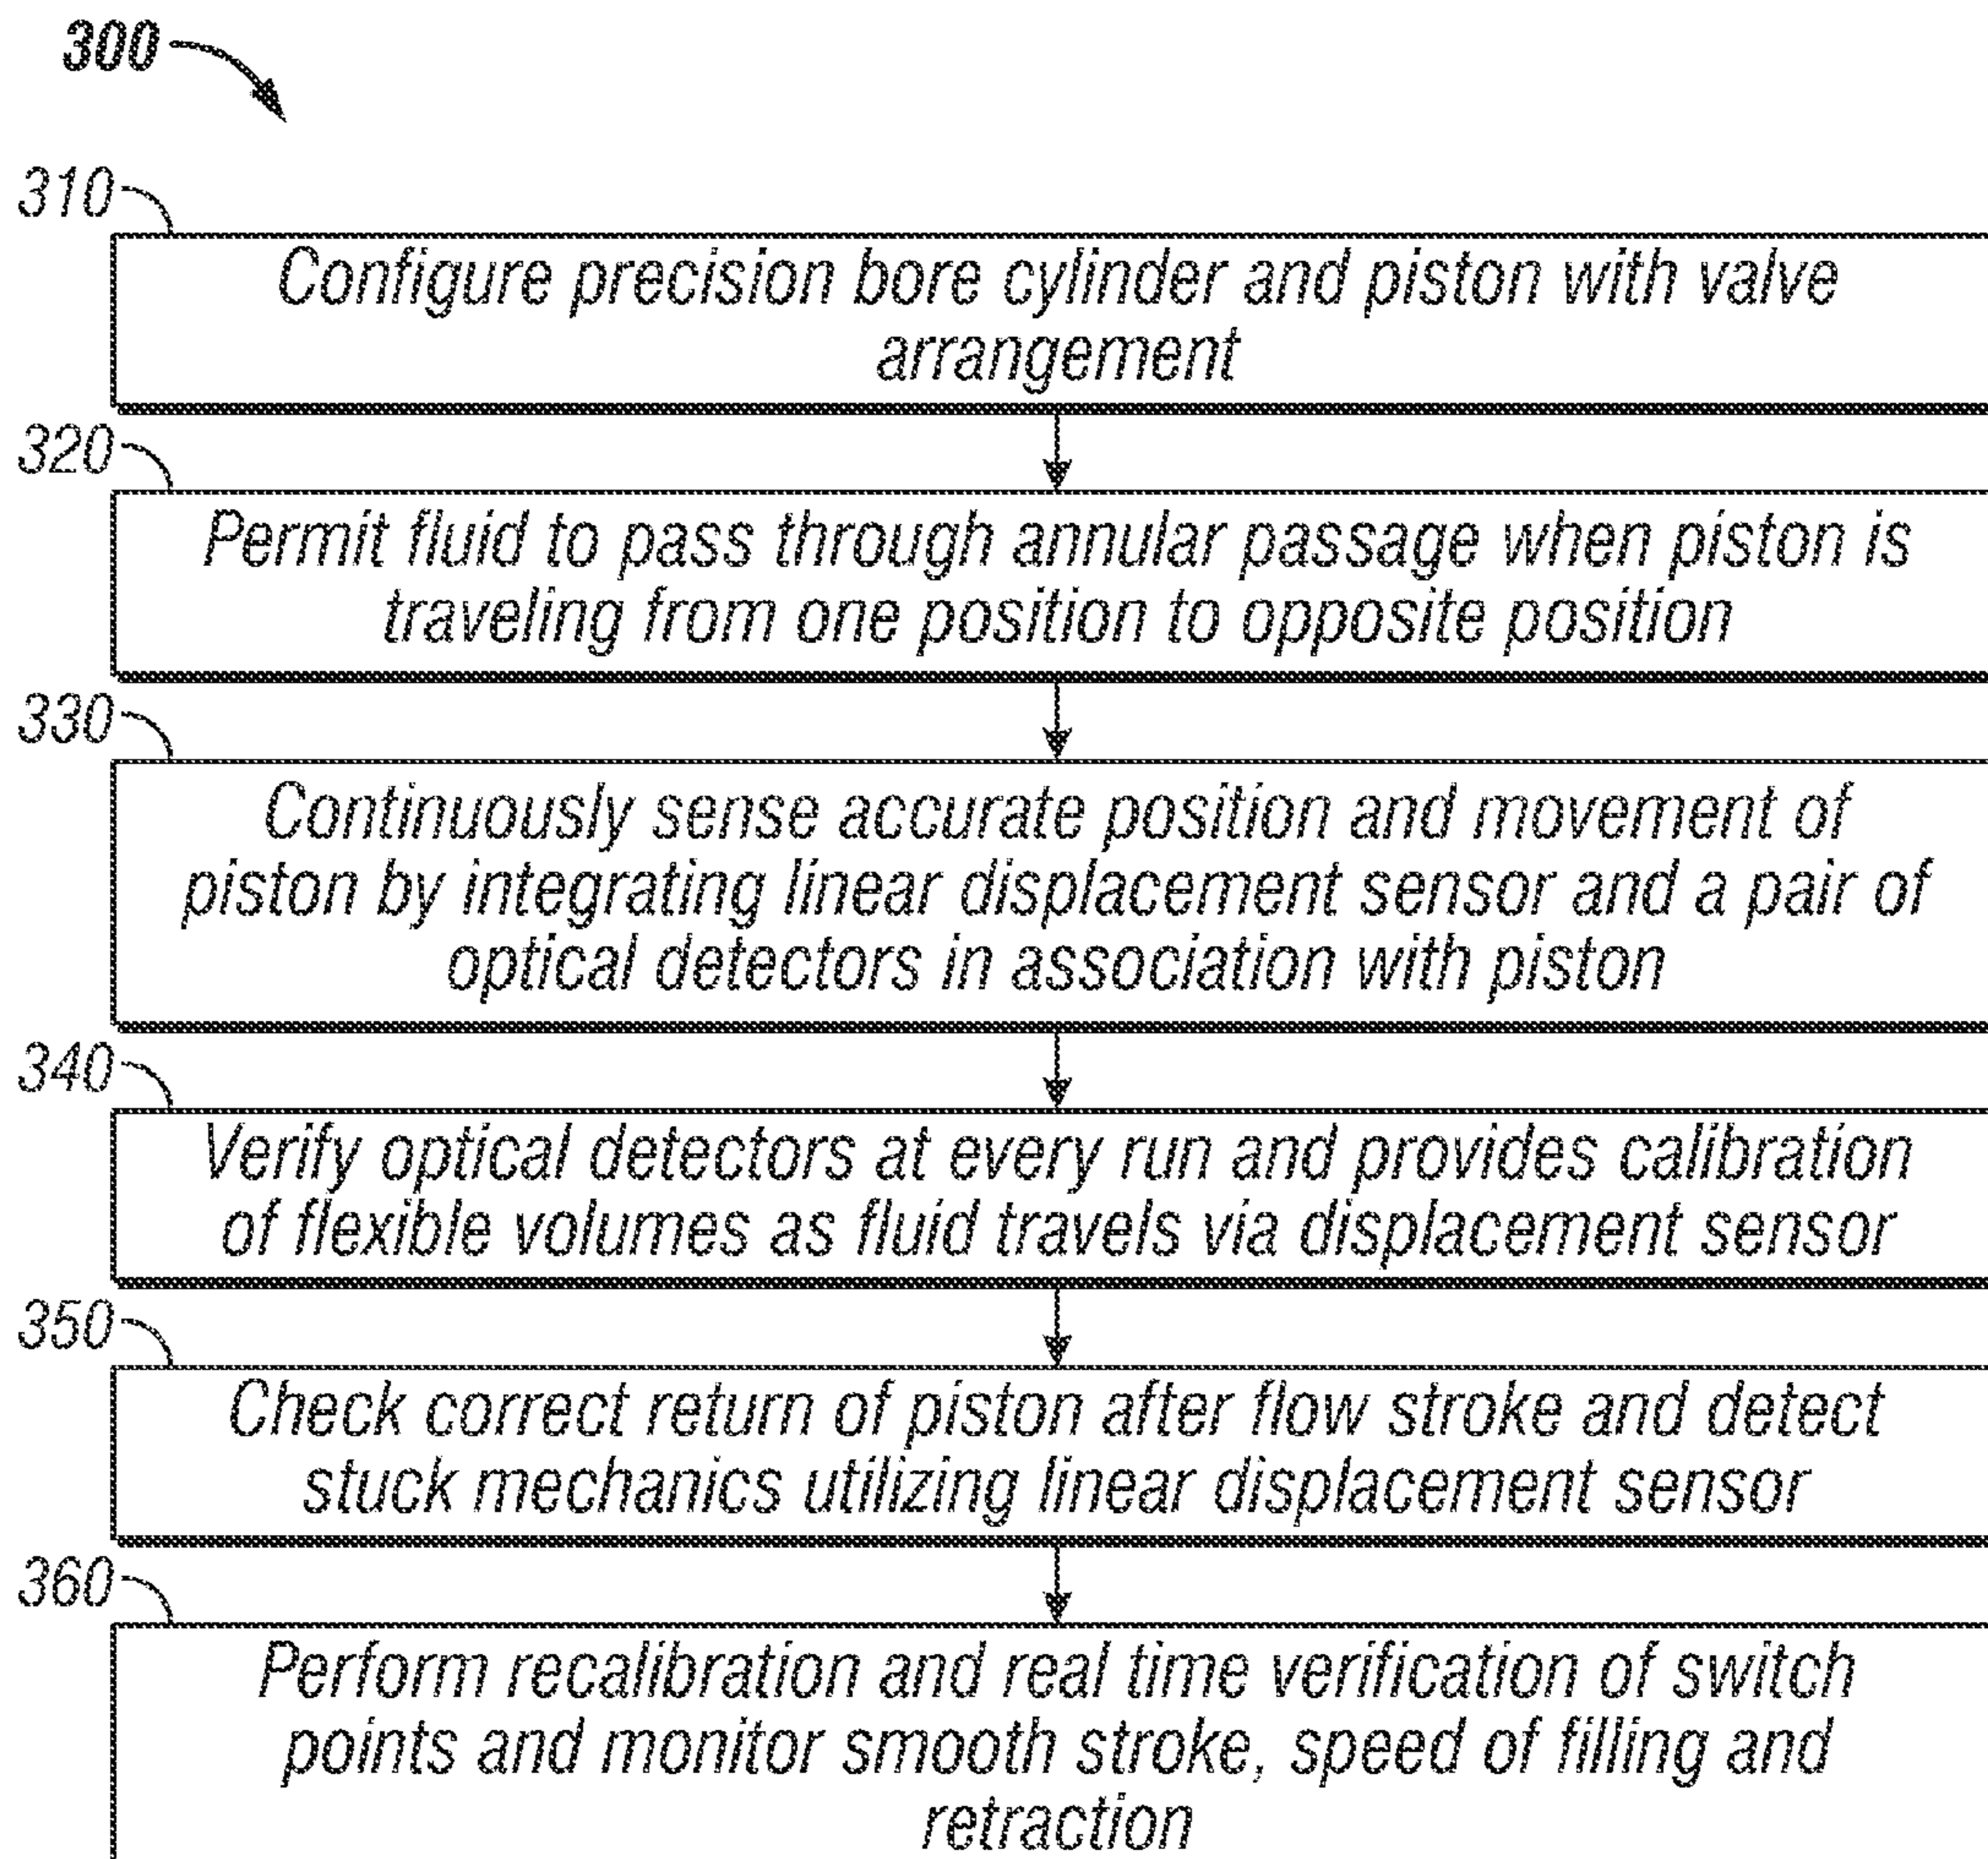 300
310
Configure precision bore cylinder and piston with valve
arrangement
320
Permit fluid to pass through annular passage when piston is
traveling from one position to opposite position
330
Continuously sense accurate position and movement of
piston by integrating linear displacement sensor and a pair of
optical detectors in association with piston
340
Verify optical detectors at every run and provides calibration
of flexible volumes as fluid travels via displacement sensor
350
Check correct return of piston after flow stroke and detect
stuck mechanics utilizing linear displacement sensor
360
Perform recalibration and real time verification of switch
points and monitor smooth stroke, speed of filling and
retraction